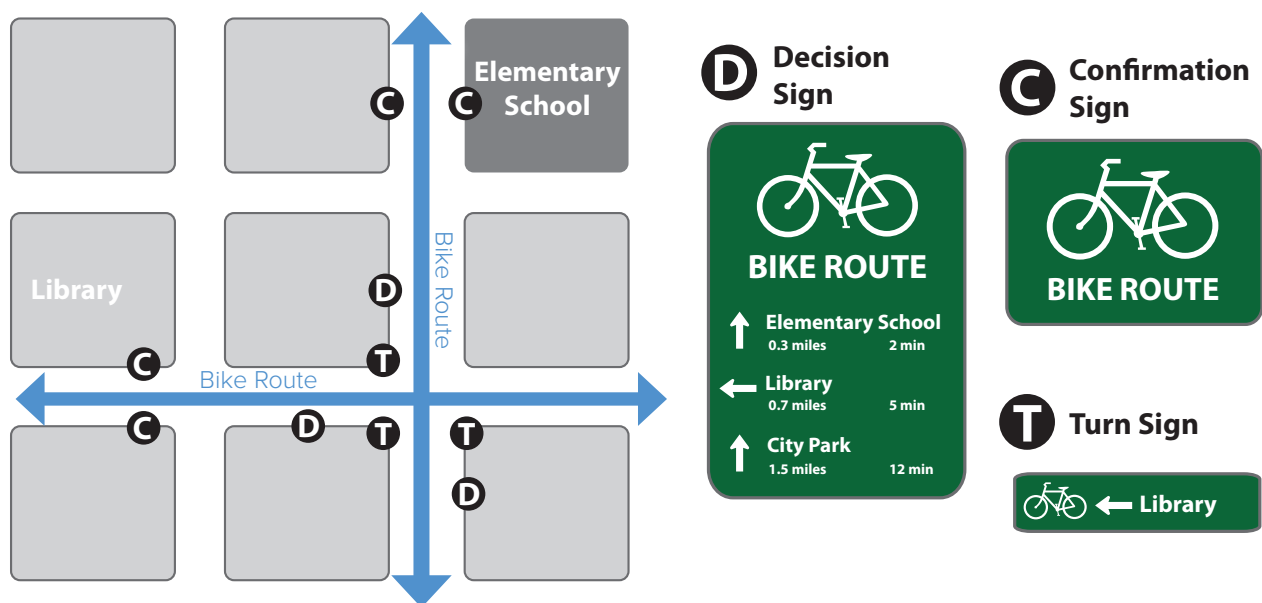 Elementary
School
C
C
Library
D
Bike Route
T
C
Bike Route
C
D
T
T
D
D
Decision
Sign
BIKE ROUTE
Elementary School
0.3 miles 2 min
Library
0.7 miles 5 min
City Park
1.5 miles 12 min
C
Confirmation
Sign
BIKE ROUTE
T
Turn Sign
Library